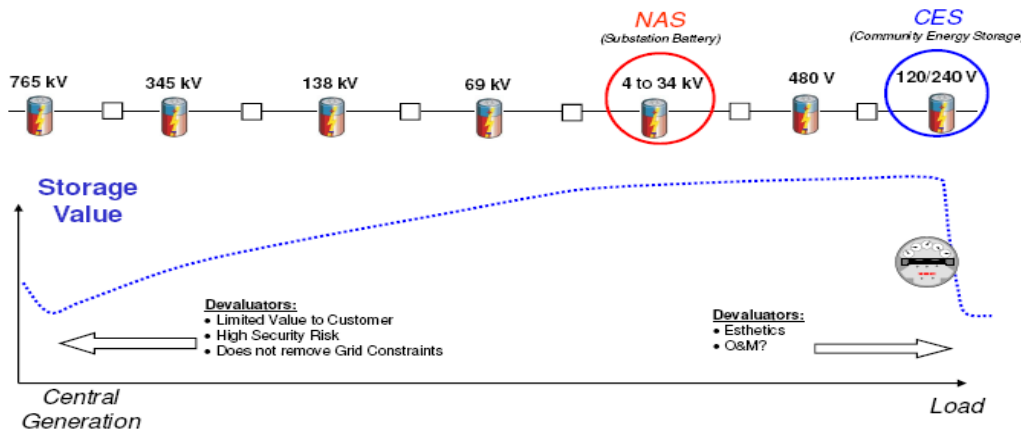 NAS
(Substation Battery)
CES
(Community Energy Storage)
765 kV
345 kV
138 kV
69 kV
4 to 34 kV
480 V
120/240 V
Storage
Value
Devaluators:
• Limited Value to Customer
• High Security Risk
• Does not remove Grid Constraints
Devaluators:
• Esthetics
• O&M?
Central
Generation
Load